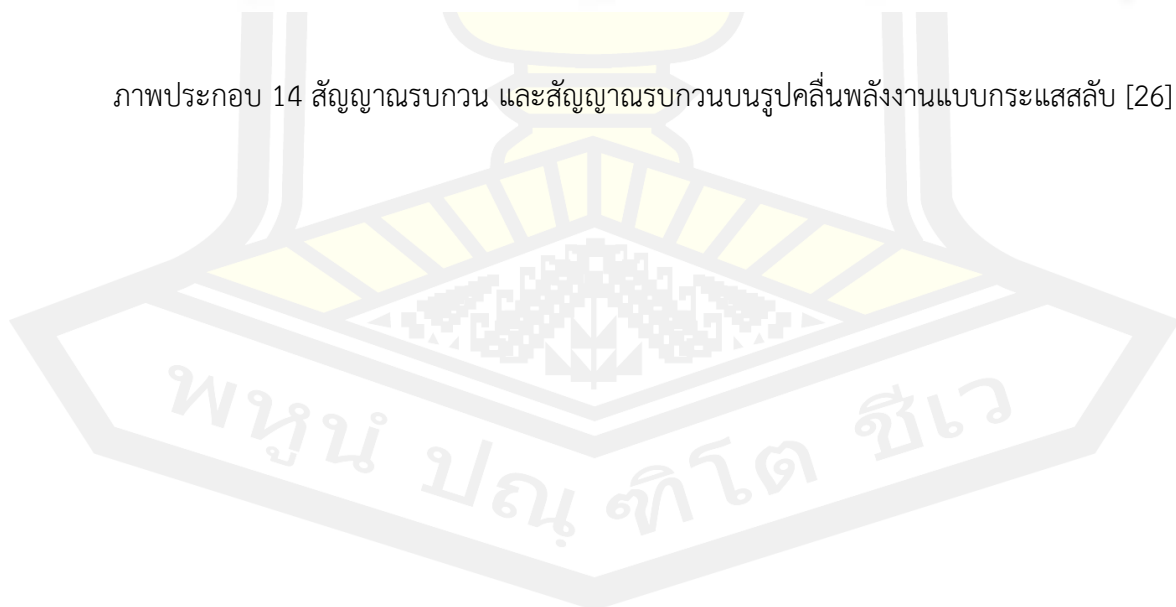 ภาพประกอบ 14 สัญญาณรบกวน และสัญญาณรบกวนบนรูปคลื่นพลังงานแบบกระแสสลับ [26]
พหูนํ ปณฺฑิโต ชีเว